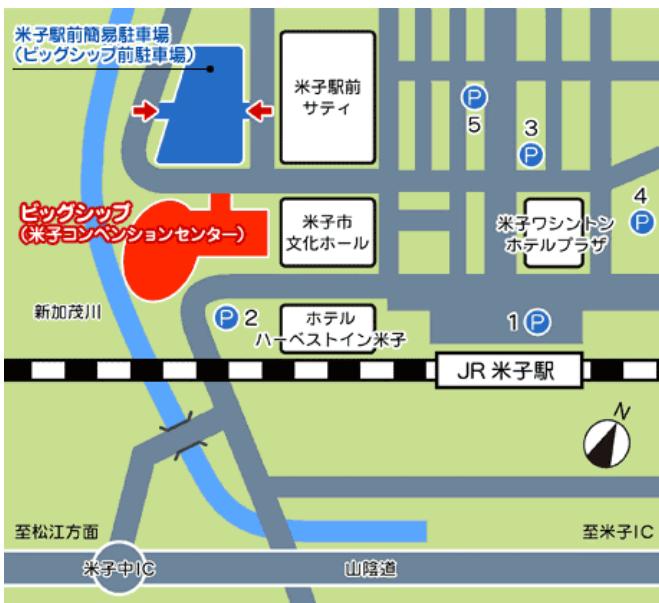 米子駅前簡易駐車場
(ビッグシップ前駐車場)
米子駅前
サティ
P
5
3
P
4
P
ビッグシップ
(米子コンベンションセンター)
米子市
文化ホール
米子ワシントン
ホテルプラザ
新加茂川
P 2
ホテル
ハーベストイン米子
1 P
JR 米子駅
N
至松江方面
至米子IC
米子中IC
山陰道